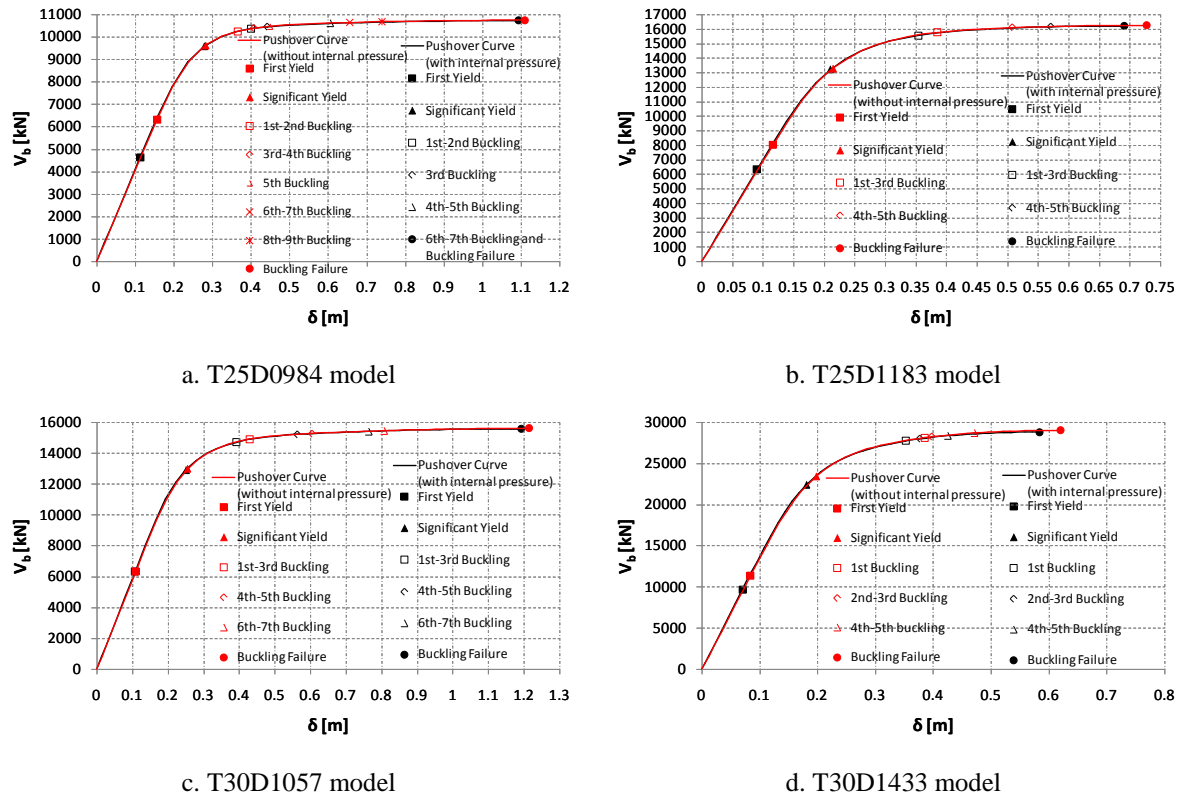 11000
10000
9000
8000
7000
6000
5000
4000
3000
2000
1000
0
V_b [kN]
0 0.1 0.2 0.3 0.4 0.5 0.6 0.7 0.8 0.9 1 1.1 1.2
δ [m]
Pushover Curve
(without internal pressure)
First Yield
Significant Yield
1st-2nd Buckling
3rd-4th Buckling
5th Buckling
6th-7th Buckling
8th-9th Buckling
Buckling Failure
Pushover Curve
(with internal pressure)
First Yield
Significant Yield
1st-2nd Buckling
3rd Buckling
4th-5th Buckling
6th-7th Buckling and
Buckling Failure
a. T25D0984 model
17000
16000
15000
14000
13000
12000
11000
10000
9000
8000
7000
6000
5000
4000
3000
2000
1000
0
V_b [kN]
0 0.05 0.1 0.15 0.2 0.25 0.3 0.35 0.4 0.45 0.5 0.55 0.6 0.65 0.7 0.75
δ [m]
Pushover Curve
(without internal pressure)
First Yield
Significant Yield
1st-3rd Buckling
4th-5th Buckling
Buckling Failure
Pushover Curve
(with internal pressure)
First Yield
Significant Yield
1st-3rd Buckling
4th-5th Buckling
Buckling Failure
b. T25D1183 model
16000
14000
12000
10000
8000
6000
4000
2000
0
V_b [kN]
0 0.1 0.2 0.3 0.4 0.5 0.6 0.7 0.8 0.9 1 1.1 1.2 1.3
δ [m]
Pushover Curve
(without internal pressure)
First Yield
Significant Yield
1st-3rd Buckling
4th-5th Buckling
6th-7th Buckling
Buckling Failure
Pushover Curve
(with internal pressure)
First Yield
Significant Yield
1st-3rd Buckling
4th-5th Buckling
6th-7th Buckling
Buckling Failure
c. T30D1057 model
30000
25000
20000
15000
10000
5000
0
V_b [kN]
0 0.1 0.2 0.3 0.4 0.5 0.6 0.7 0.8
δ [m]
Pushover Curve
(without internal pressure)
First Yield
Significant Yield
1st Buckling
2nd-3rd Buckling
4th-5th buckling
Buckling Failure
Pushover Curve
(with internal pressure)
First Yield
Significant Yield
1st Buckling
2nd-3rd Buckling
4th-5th Buckling
Buckling Failure
d. T30D1433 model